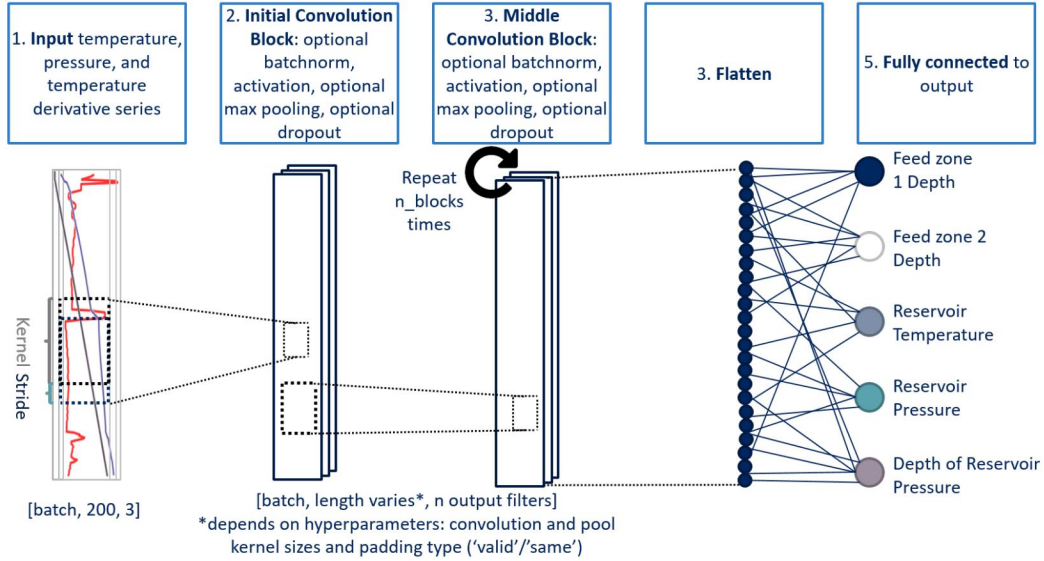 1. Input temperature,
pressure, and
temperature
derivative series
2. Initial Convolution
Block: optional
batchnorm,
activation, optional
max pooling, optional
dropout
3. Middle
Convolution Block:
optional batchnorm,
activation, optional
max pooling, optional
dropout
3. Flatten
5. Fully connected to
output
Kernel
Stride
[batch, 200, 3]
Repeat
n_blocks
times
[batch, length varies*, n output filters]
*depends on hyperparameters: convolution and pool
kernel sizes and padding type (‘valid’/’same’)
Feed zone
1 Depth
Feed zone 2
Depth
Reservoir
Temperature
Reservoir
Pressure
Depth of Reservoir
Pressure